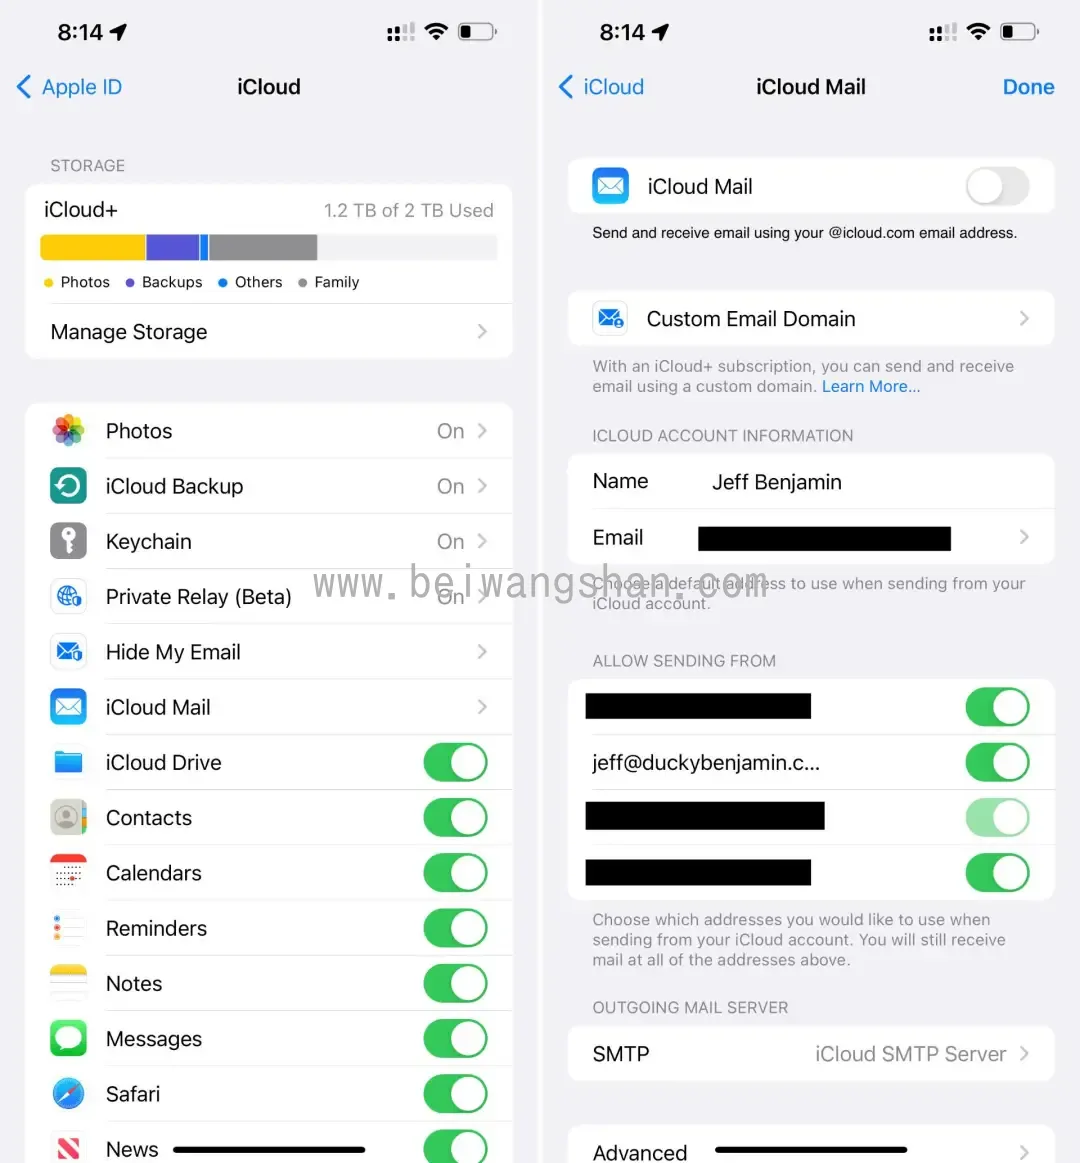 8:14
Apple ID
iCloud
STORAGE
iCloud+
1.2 TB of 2 TB Used
Photos
Backups
Others
Family
Manage Storage
Photos
On
iCloud Backup
On
Keychain
On
Private Relay (Beta)
On
Hide My Email
iCloud Mail
iCloud Drive
Contacts
Calendars
Reminders
Notes
Messages
Safari
News
8:14
iCloud
iCloud Mail
Done
iCloud Mail
Send and receive email using your @icloud.com email address.
Custom Email Domain
With an iCloud+ subscription, you can send and receive
email using a custom domain. Learn More...
ICLOUD ACCOUNT INFORMATION
Name
Jeff Benjamin
Email
Choose a default address to use when sending from your
iCloud account.
ALLOW SENDING FROM
jeff@duckybenjamin.c...
Choose which addresses you would like to use when
sending from your iCloud account. You will still receive
mail at all of the addresses above.
OUTGOING MAIL SERVER
SMTP
iCloud SMTP Server
Advanced
www.beiwangshan.com